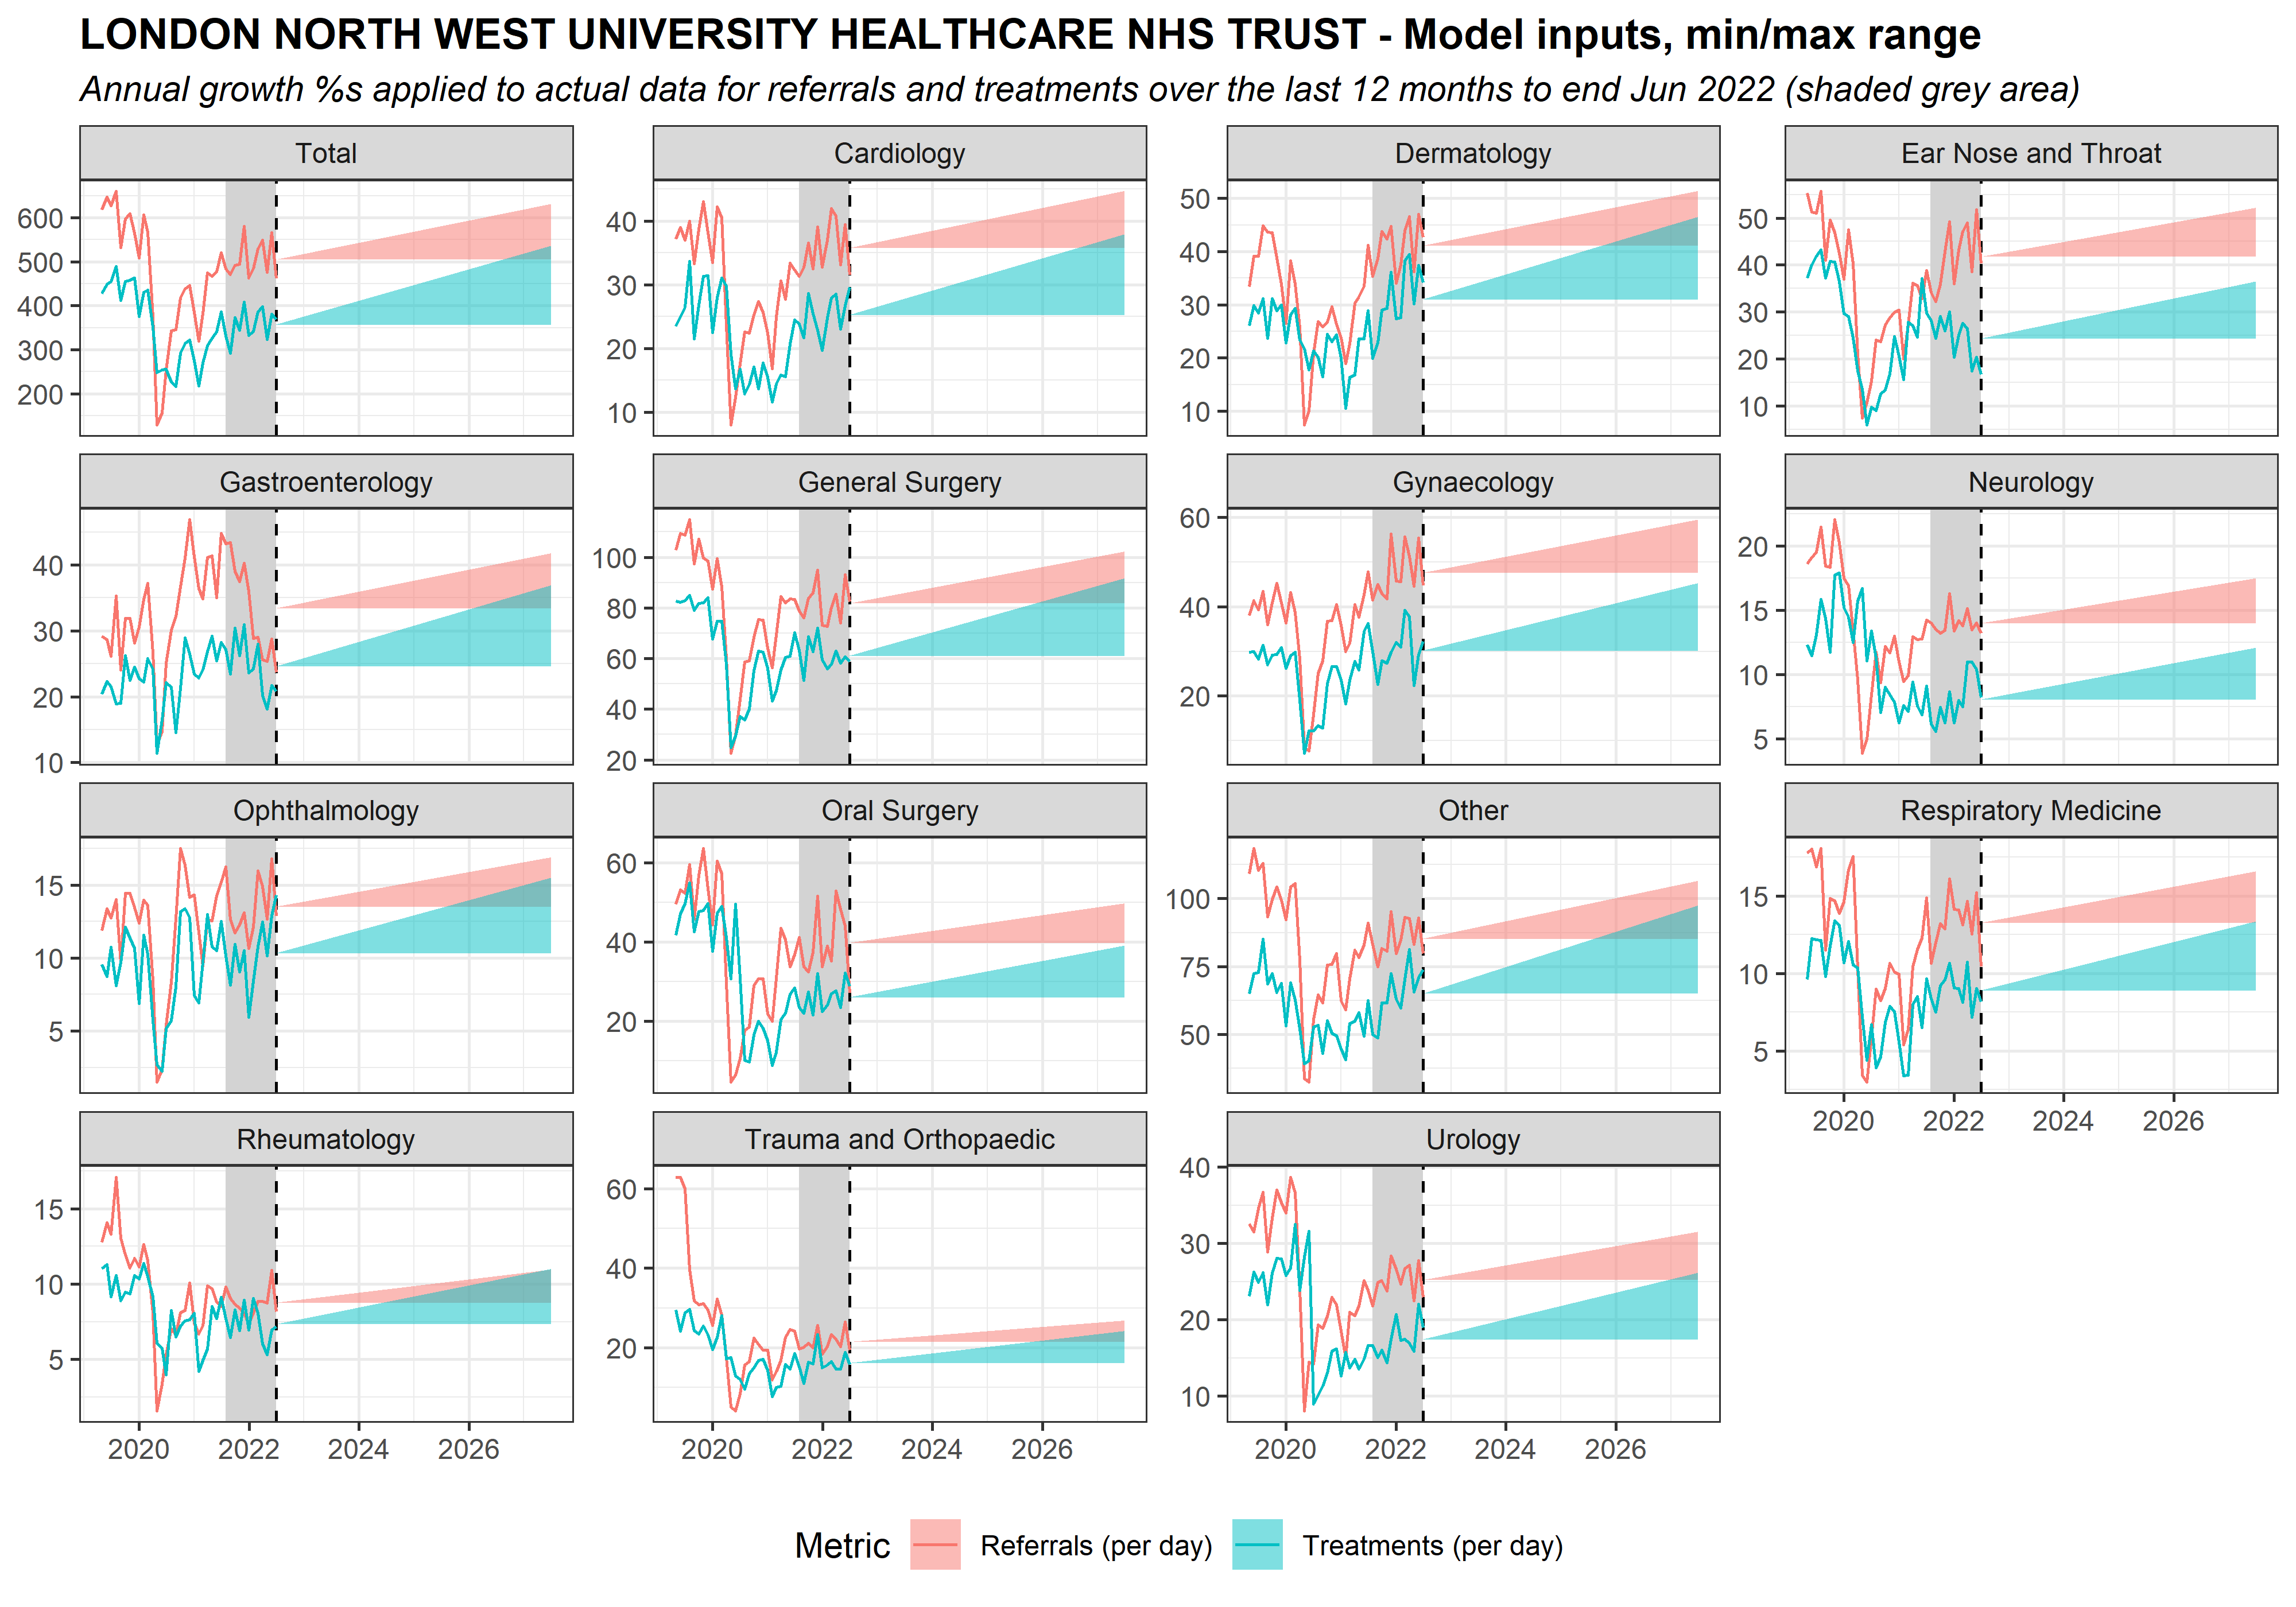 LONDON NORTH WEST UNIVERSITY HEALTHCARE NHS TRUST - Model inputs, min/max range
Annual growth %s applied to actual data for referrals and treatments over the last 12 months to end Jun 2022 (shaded grey area)
Total
600
500
400
300
200
Cardiology
40
30
20
10
Dermatology
50
40
30
20
10
Ear Nose and Throat
50
40
30
20
10
Gastroenterology
40
30
20
10
General Surgery
100
80
60
40
20
Gynaecology
60
40
20
Neurology
20
15
10
5
Ophthalmology
15
10
5
Oral Surgery
60
40
20
Other
100
75
50
Respiratory Medicine
15
10
5
2020 2022 2024 2026
Rheumatology
15
10
5
2020 2022 2024 2026
Trauma and Orthopaedic
60
40
20
2020 2022 2024 2026
Urology
40
30
20
10
2020 2022 2024 2026
Metric Referrals (per day) Treatments (per day)